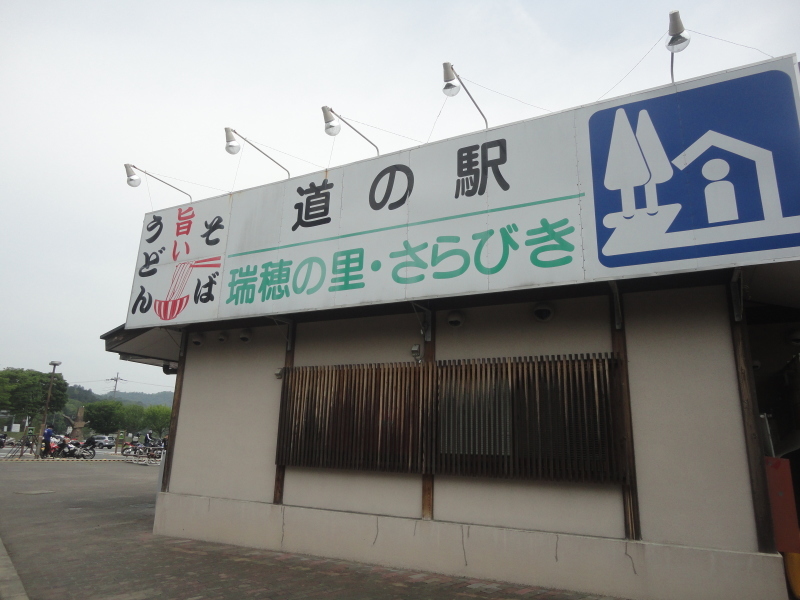 そば
旨い
うどん
道の駅
瑞穂の里・さらびき